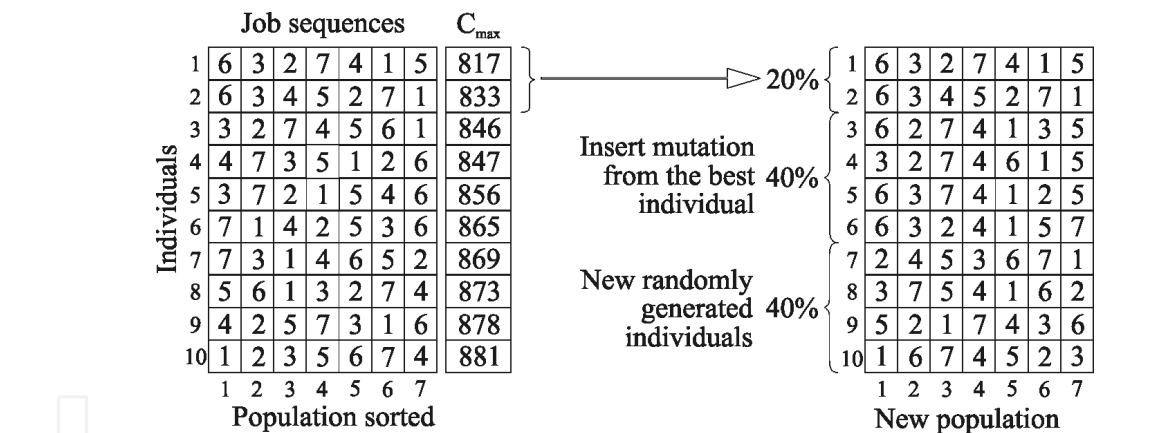 Job sequences Cmax
1 6 3 2 7 4 1 5 817
2 6 3 4 5 2 7 1 833
3 3 2 7 4 5 6 1 846
4 4 7 3 5 1 2 6 847
5 3 7 2 1 5 4 6 856
6 7 1 4 2 5 3 6 865
7 7 3 1 4 6 5 2 869
8 5 6 1 3 2 7 4 873
9 4 2 5 7 3 1 6 878
10 1 2 3 5 6 7 4 881
1 2 3 4 5 6 7
Individuals
Population sorted
20%
Insert mutation
from the best 40%
individual
New randomly
generated 40%
individuals
1 6 3 2 7 4 1 5
2 6 3 4 5 2 7 1
3 6 2 7 4 1 3 5
4 3 2 7 4 6 1 5
5 6 3 7 4 1 2 5
6 6 3 2 4 1 5 7
7 2 4 5 3 6 7 1
8 3 7 5 4 1 6 2
9 5 2 1 7 4 3 6
10 1 6 7 4 5 2 3
1 2 3 4 5 6 7
New population